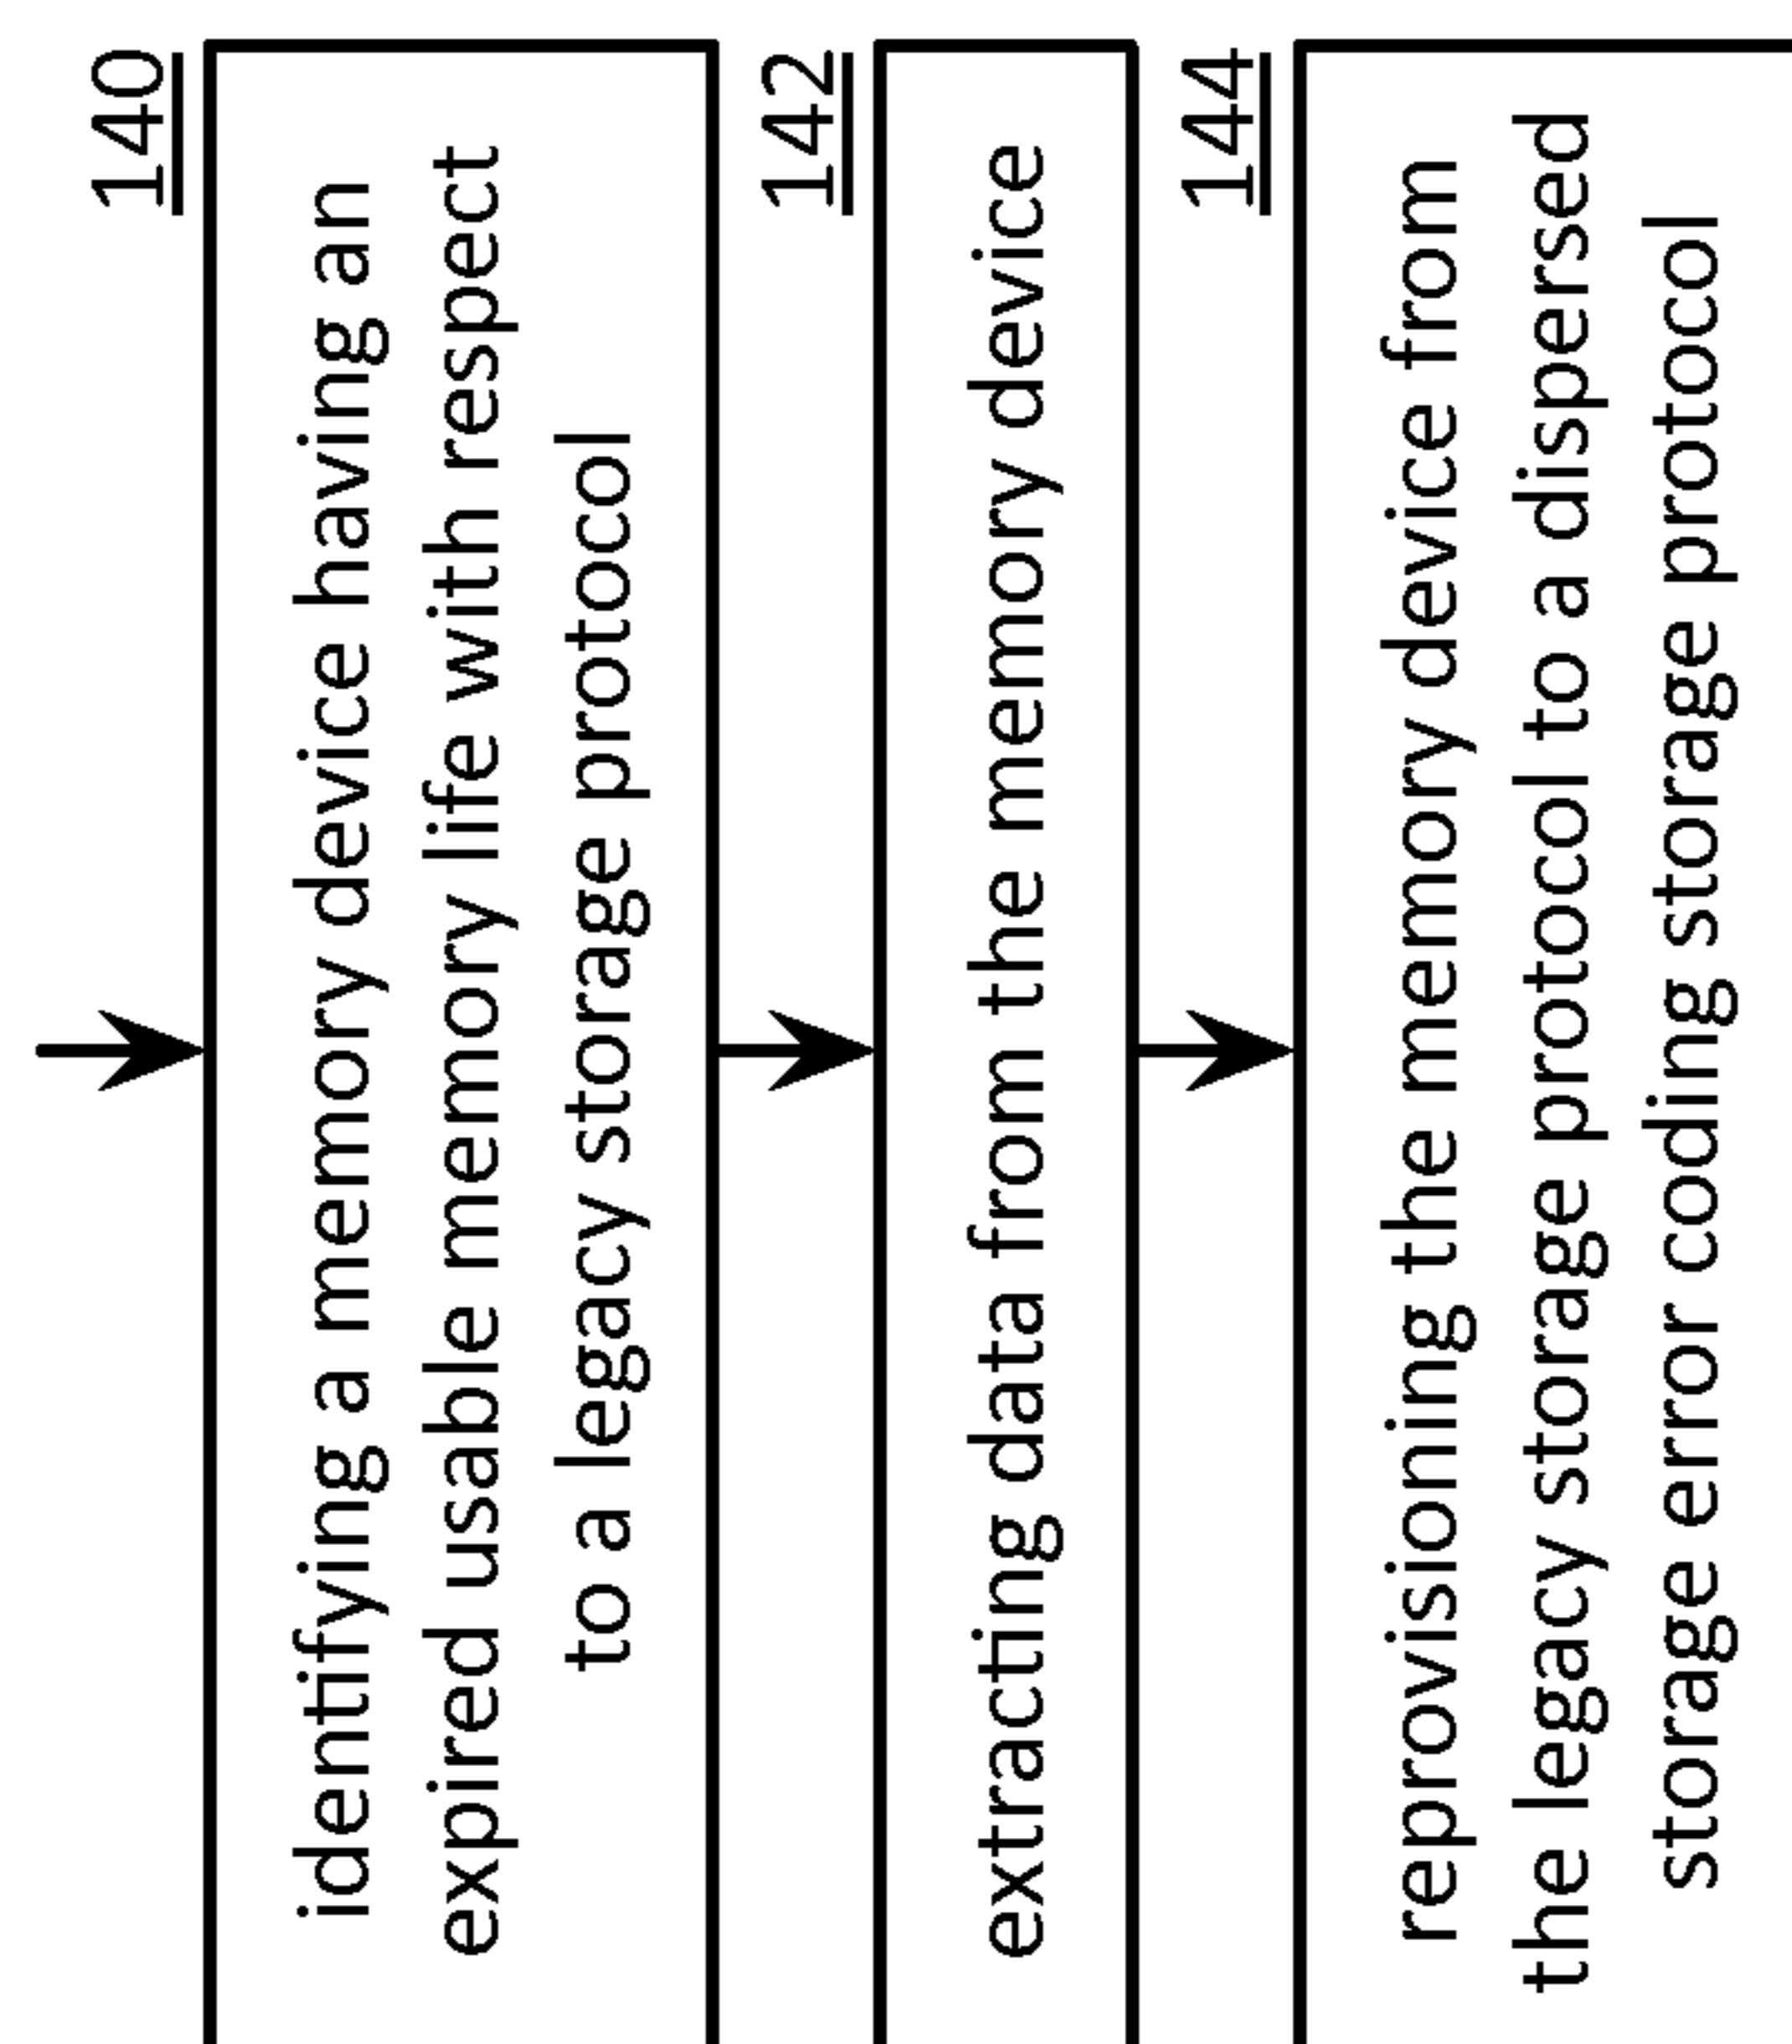 140
identifying a memory device having an
expired usable memory life with respect
to a legacy storage protocol
142
extracting data from the memory device
144
reprovisioning the memory device from
the legacy storage protocol to a dispersed
storage error coding storage protocol